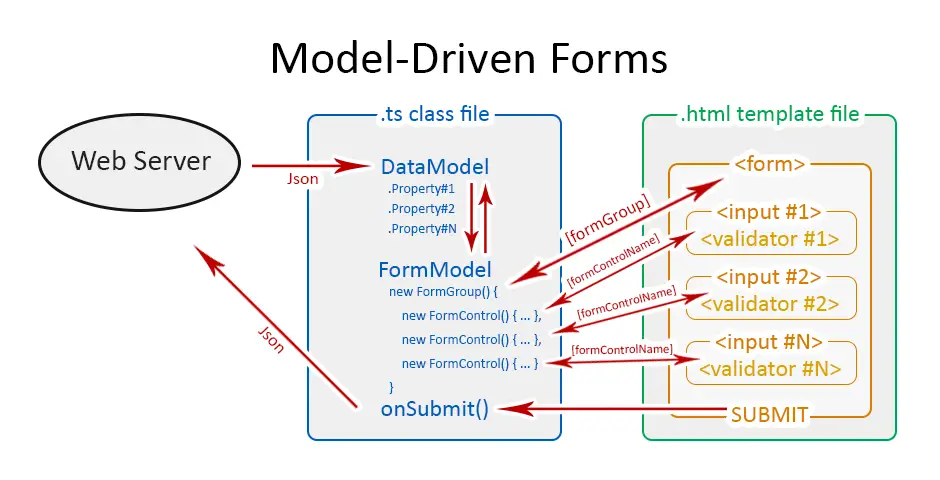 Model-Driven Forms
Web Server
Json
Json
.ts class file
DataModel
.Property#1
.Property#2
.Property#N
FormModel
new FormGroup() {
new FormControl() { ... },
new FormControl() { ... },
new FormControl() { ... }
}
onSubmit()
[formGroup]
[formControlName]
[formControlName]
[formControlName]
.html template file
<form>
<input #1>
<validator #1>
<input #2>
<validator #2>
<input #N>
<validator #N>
SUBMIT